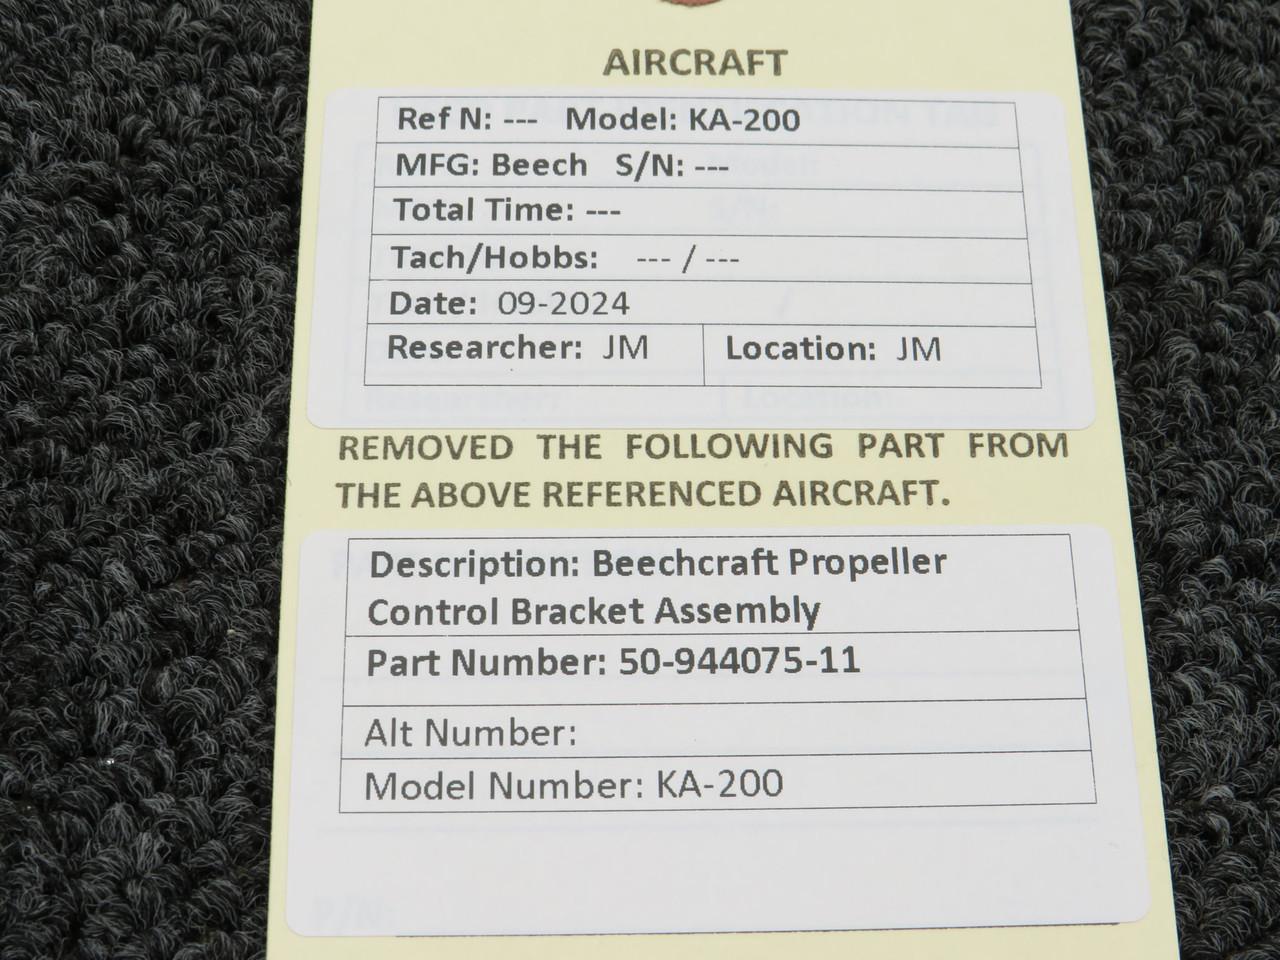 AIRCRAFT
Ref N: --- Model: KA-200
MFG: Beech S/N: ---
Total Time: ---
Tach/Hobbs: --- / ---
Date: 09-2024
Researcher: JM Location: JM
REMOVED THE FOLLOWING PART FROM
THE ABOVE REFERENCED AIRCRAFT.
Description: Beechcraft Propeller
Control Bracket Assembly
Part Number: 50-944075-11
Alt Number:
Model Number: KA-200
P/N: